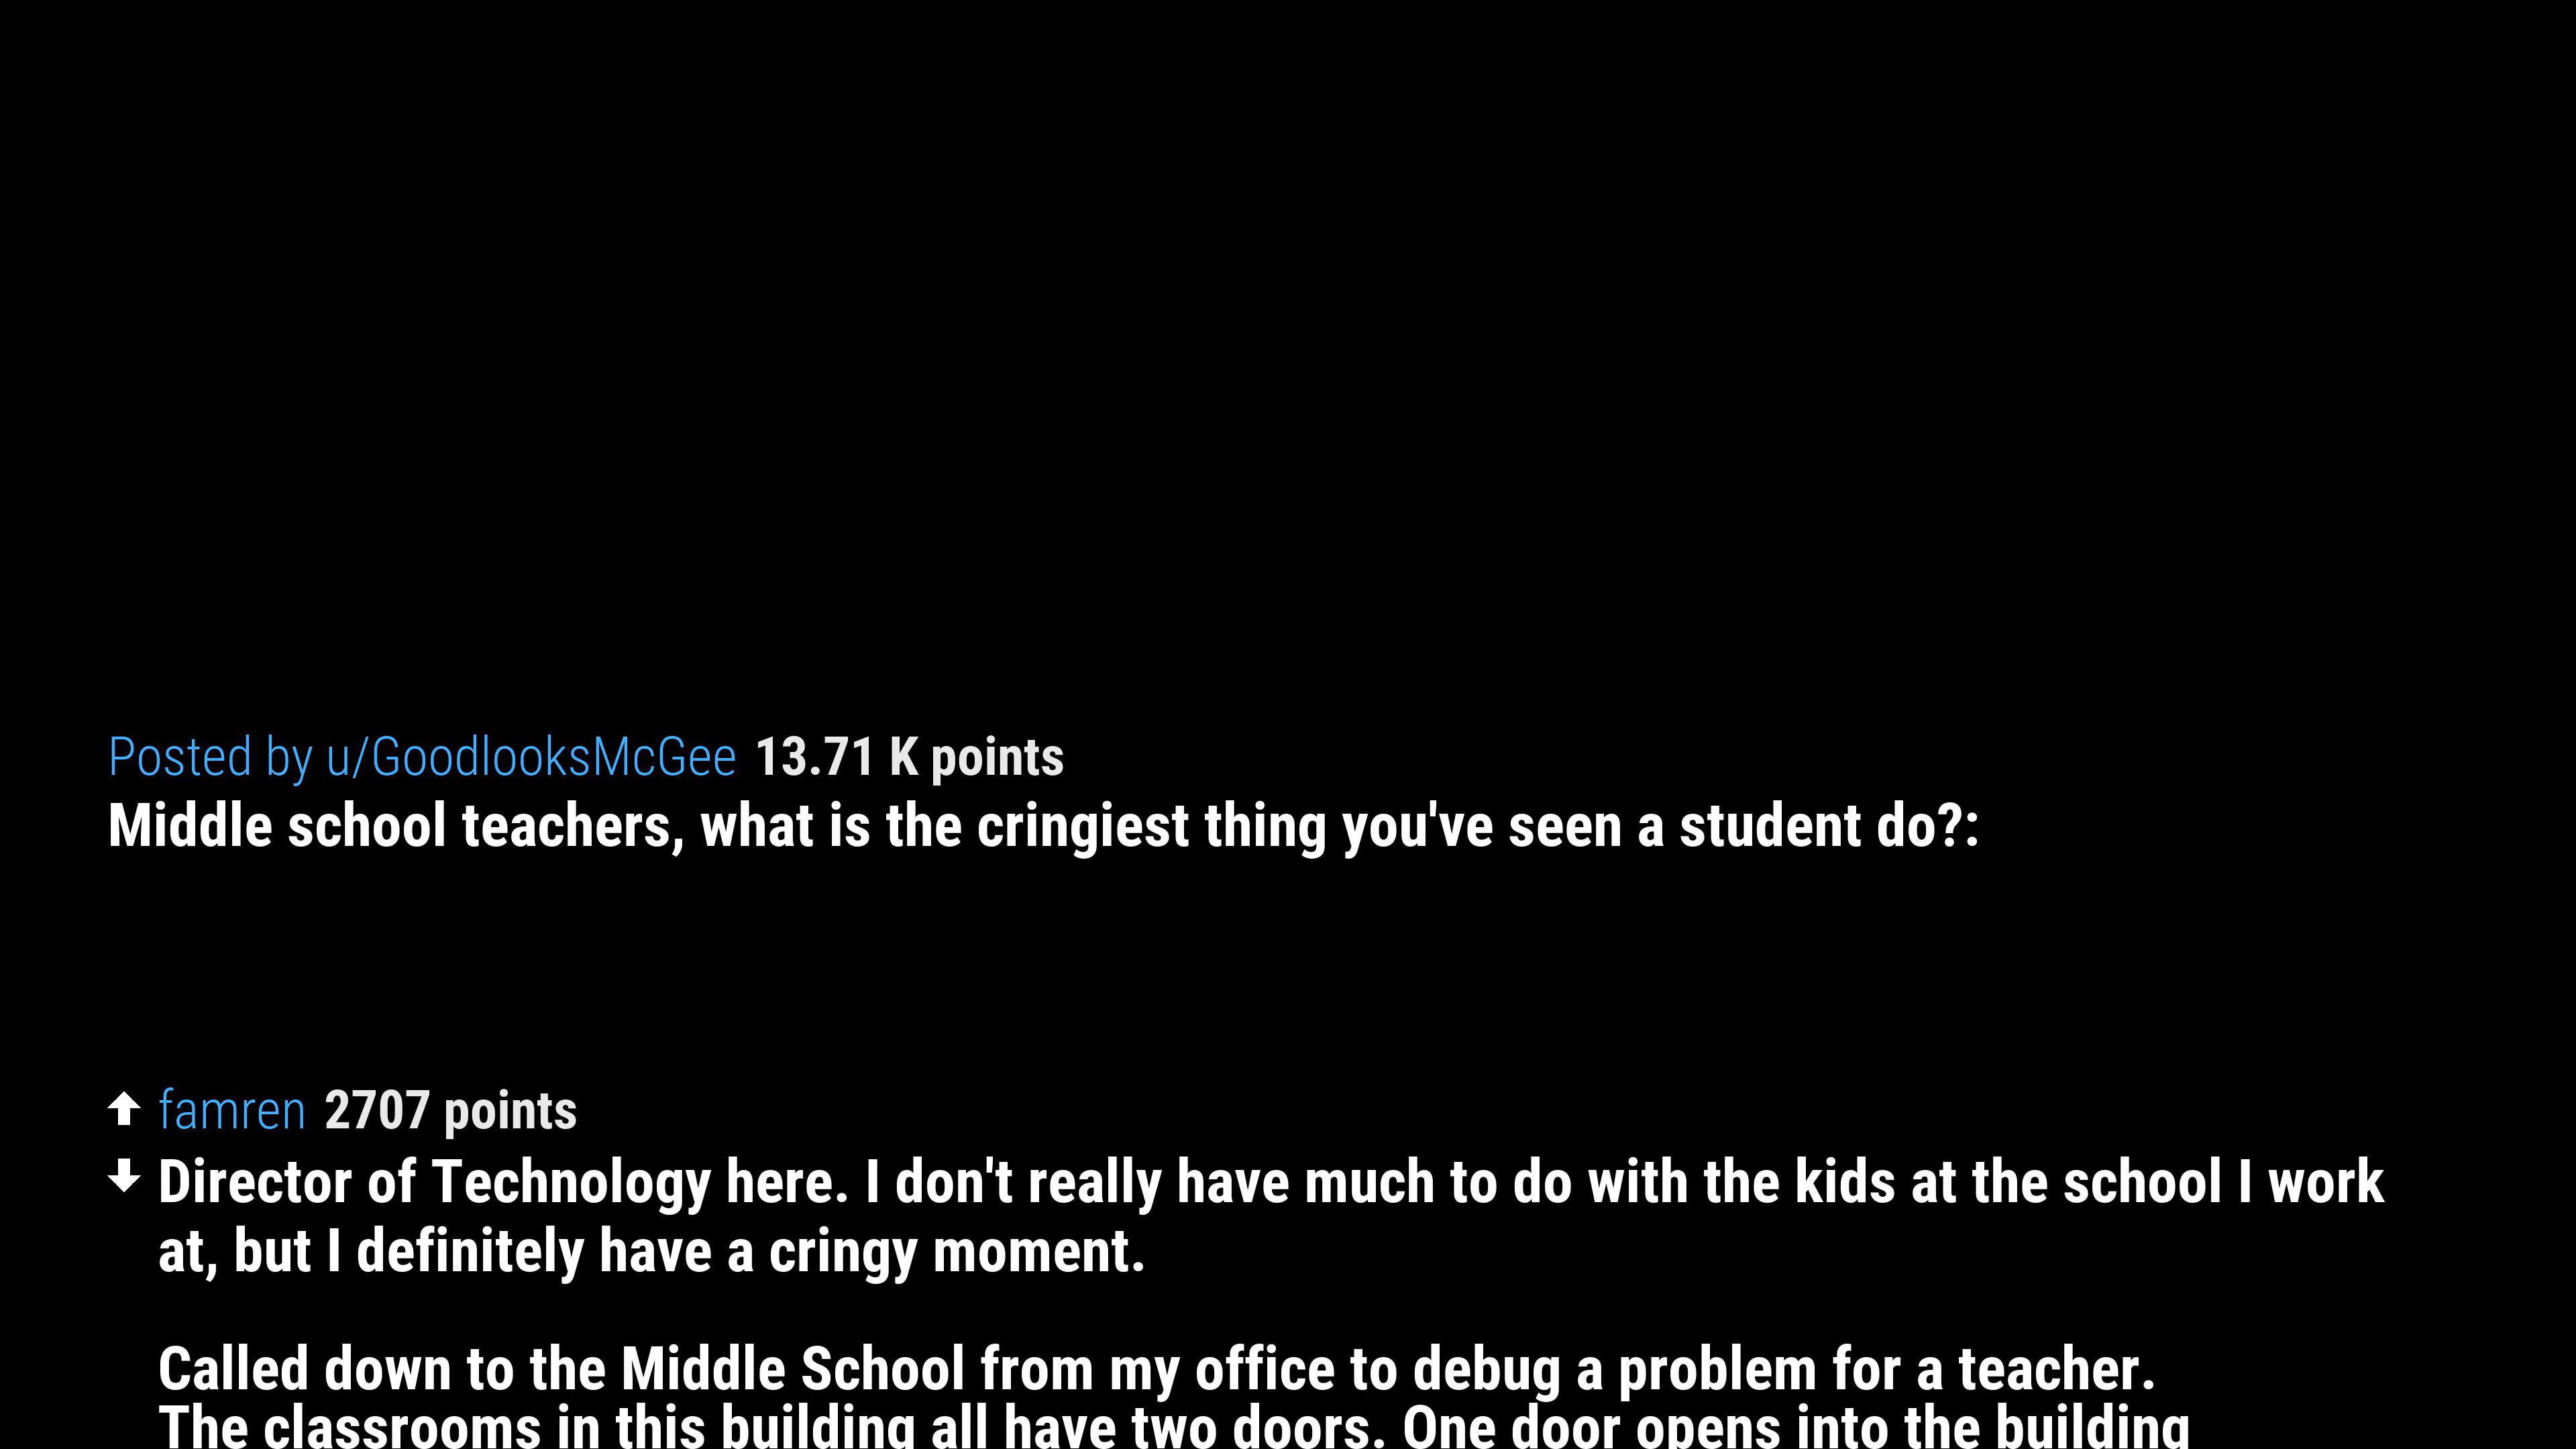 Posted by u/GoodlooksMcGee 13.71 K points
Middle school teachers, what is the cringiest thing you've seen a student do?:
famren 2707 points
Director of Technology here. I don't really have much to do with the kids at the school I work
at, but I definitely have a cringy moment.
Called down to the Middle School from my office to debug a problem for a teacher.
The classrooms in this building all have two doors. One door opens into the building